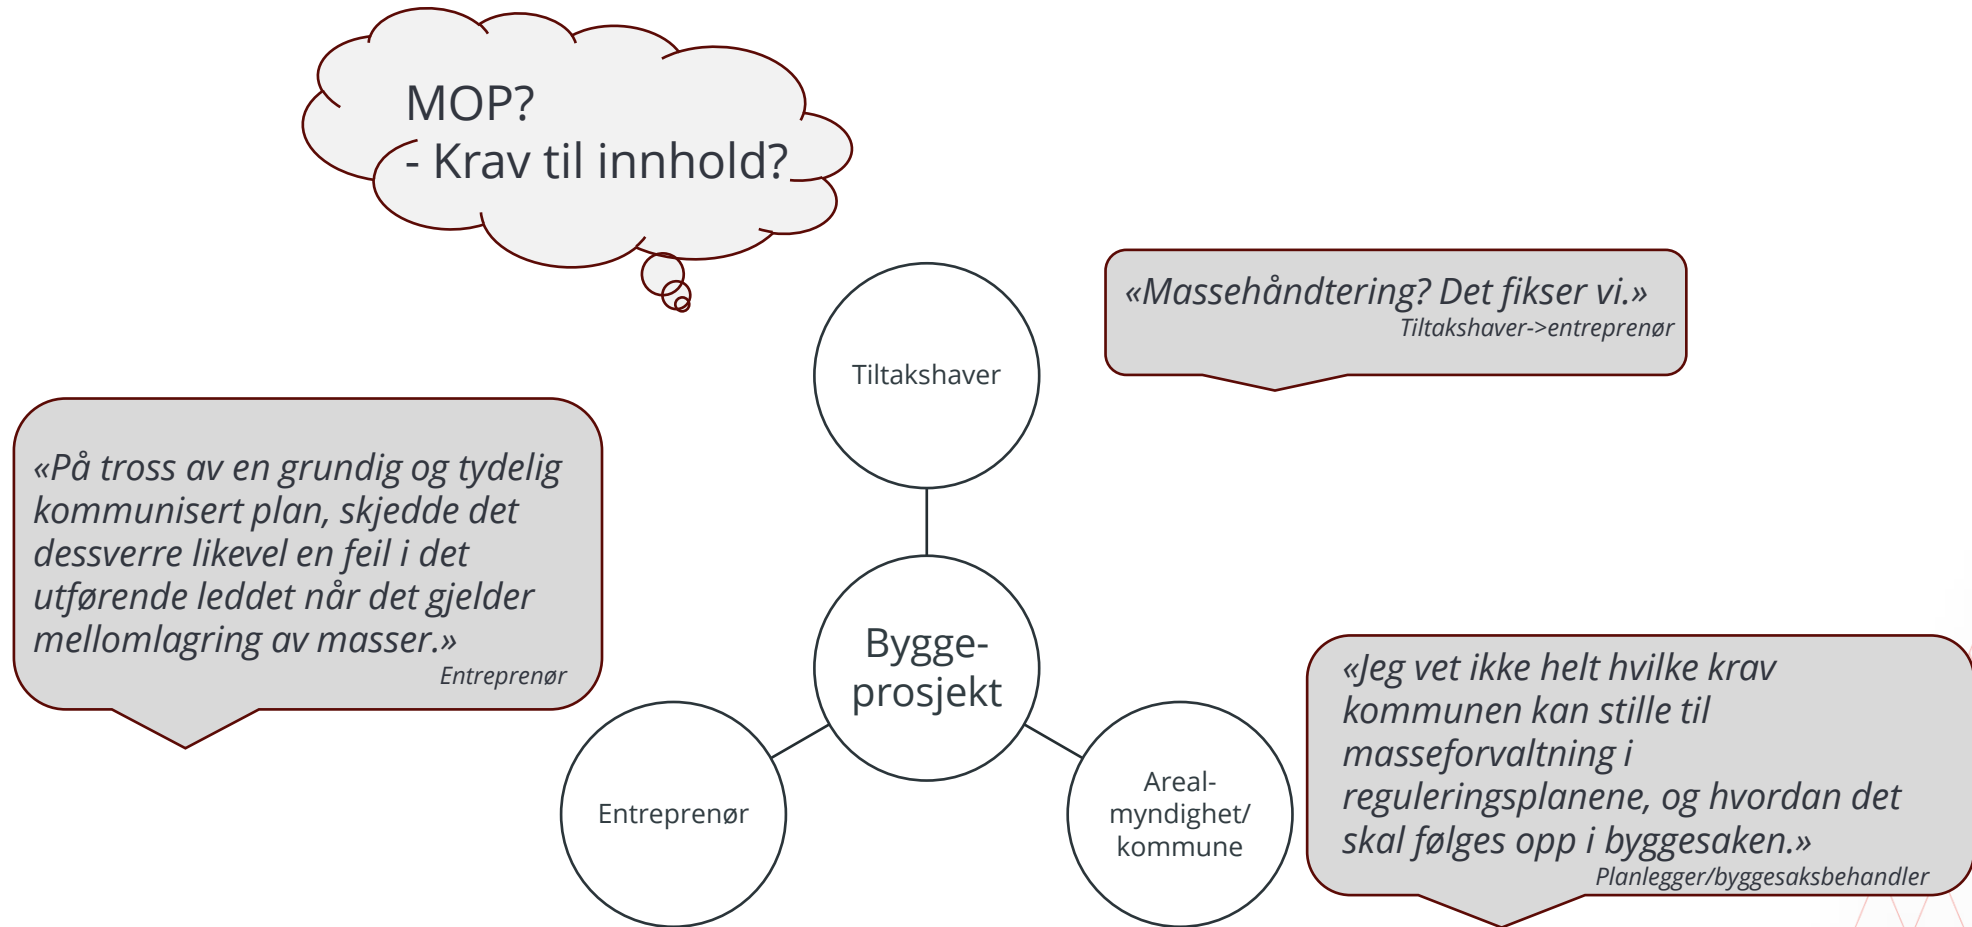 MOP?
- Krav til innhold?
«Massehåndtering? Det fikser vi.»
Tiltakshaver->entreprenør
Tiltakshaver
«På tross av en grundig og tydelig
kommunisert plan, skjedde det
dessverre likevel en feil i det
utførende leddet når det gjelder
mellomlagring av masser.»
Entreprenør
Bygge-
prosjekt
«Jeg vet ikke helt hvilke krav
kommunen kan stille til
masseforvaltning i
reguleringsplanene, og hvordan det
skal følges opp i byggesaken.»
Planlegger/byggesaksbehandler
Entreprenør
Areal-
myndighet/
kommune